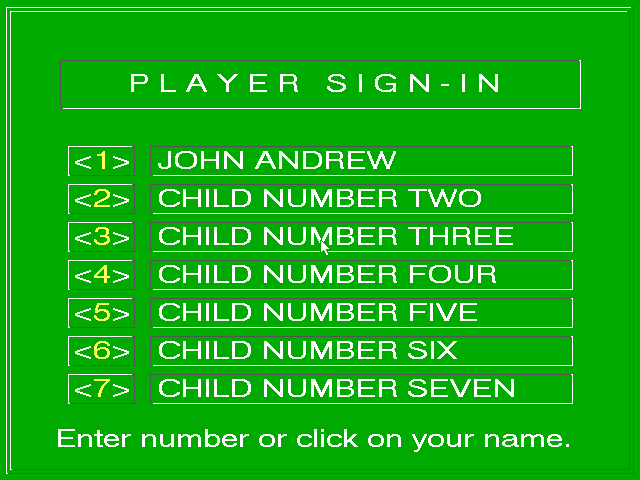 PLAYER SIGN-IN
<1> JOHN ANDREW
<2> CHILD NUMBER TWO
<3> CHILD NUMBER THREE
<4> CHILD NUMBER FOUR
<5> CHILD NUMBER FIVE
<6> CHILD NUMBER SIX
<7> CHILD NUMBER SEVEN
Enter number or click on your name.